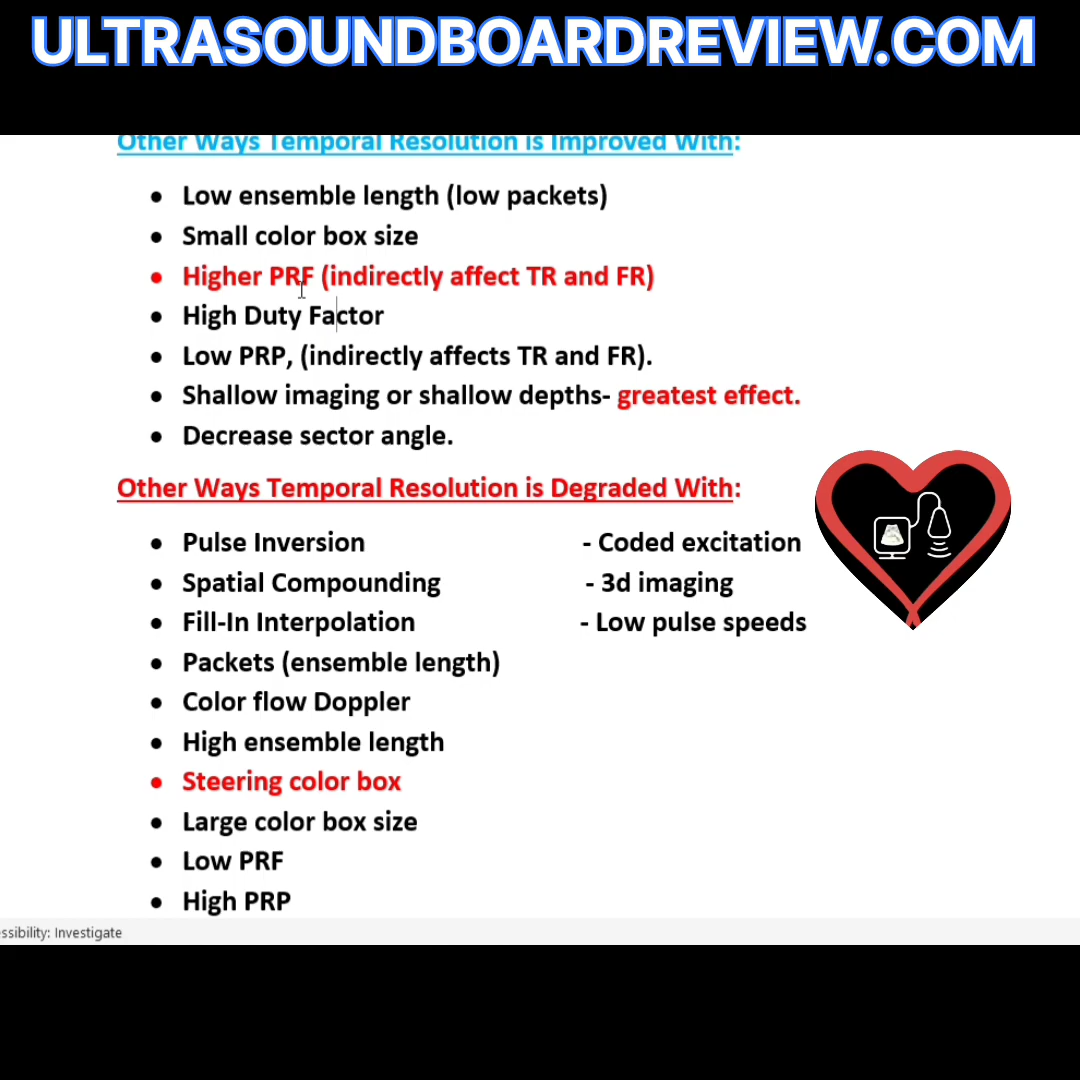 ULTRASOUNDBOARDREVIEW.COM
Other Ways Temporal Resolution is Improved With:
• Low ensemble length (low packets)
• Small color box size
• Higher PRF (indirectly affect TR and FR)
• High Duty Factor
• Low PRP, (indirectly affects TR and FR).
• Shallow imaging or shallow depths- greatest effect.
• Decrease sector angle.
Other Ways Temporal Resolution is Degraded With:
• Pulse Inversion - Coded excitation
• Spatial Compounding - 3d imaging
• Fill-In Interpolation - Low pulse speeds
• Packets (ensemble length)
• Color flow Doppler
• High ensemble length
• Steering color box
• Large color box size
• Low PRF
• High PRP
ssibility: Investigate